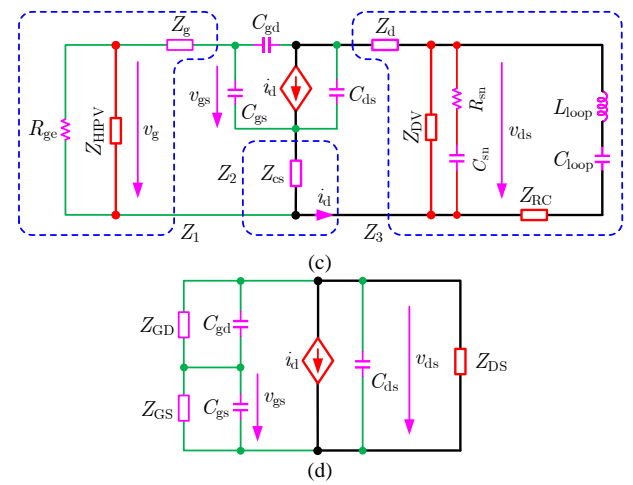 Z_g
C_gd
Z_d
R_ge
Z_HIPV
v_g
v_gs
C_gs
i_d
C_ds
Z_DV
R_sn
C_sn
v_ds
L_loop
C_loop
Z_2
Z_cs
i_d
Z_RC
Z_1
Z_3
(c)
Z_GD
C_gd
i_d
C_ds
v_ds
Z_DS
Z_GS
C_gs
v_gs
(d)